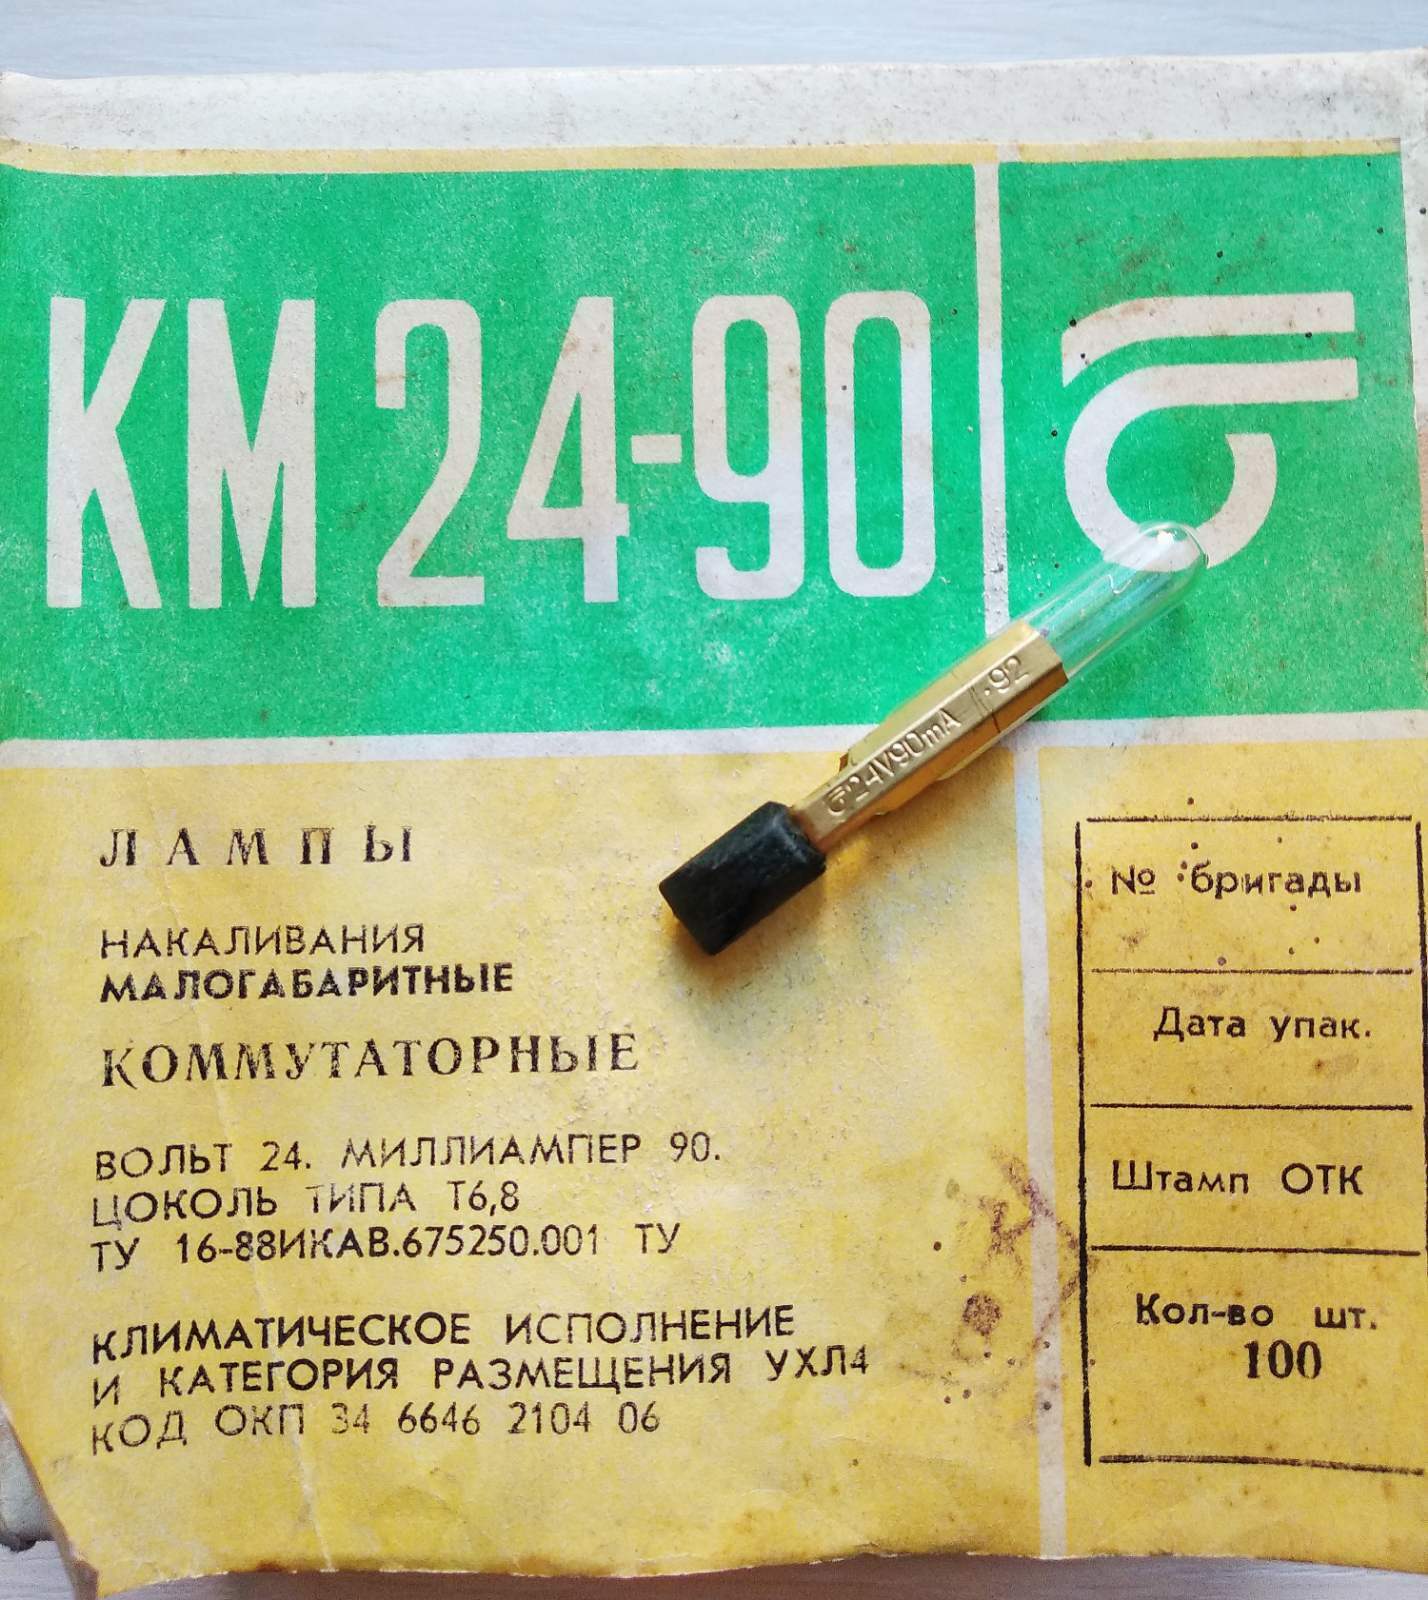 КМ 24-90
24V90mA .92
ЛАМПЫ
НАКАЛИВАНИЯ
МАЛОГАБАРИТНЫЕ
КОММУТАТОРНЫЕ
ВОЛЬТ 24. МИЛЛИАМПЕР 90.
ЦОКОЛЬ ТИПА Т6,8
ТУ 16-88ИКАВ.675250.001 ТУ
КЛИМАТИЧЕСКОЕ ИСПОЛНЕНИЕ
И КАТЕГОРИЯ РАЗМЕЩЕНИЯ УХЛ4
КОД ОКП 34 6646 2104 06
№ бригады
Дата упак.
Штамп ОТК
Кол-во шт.
100